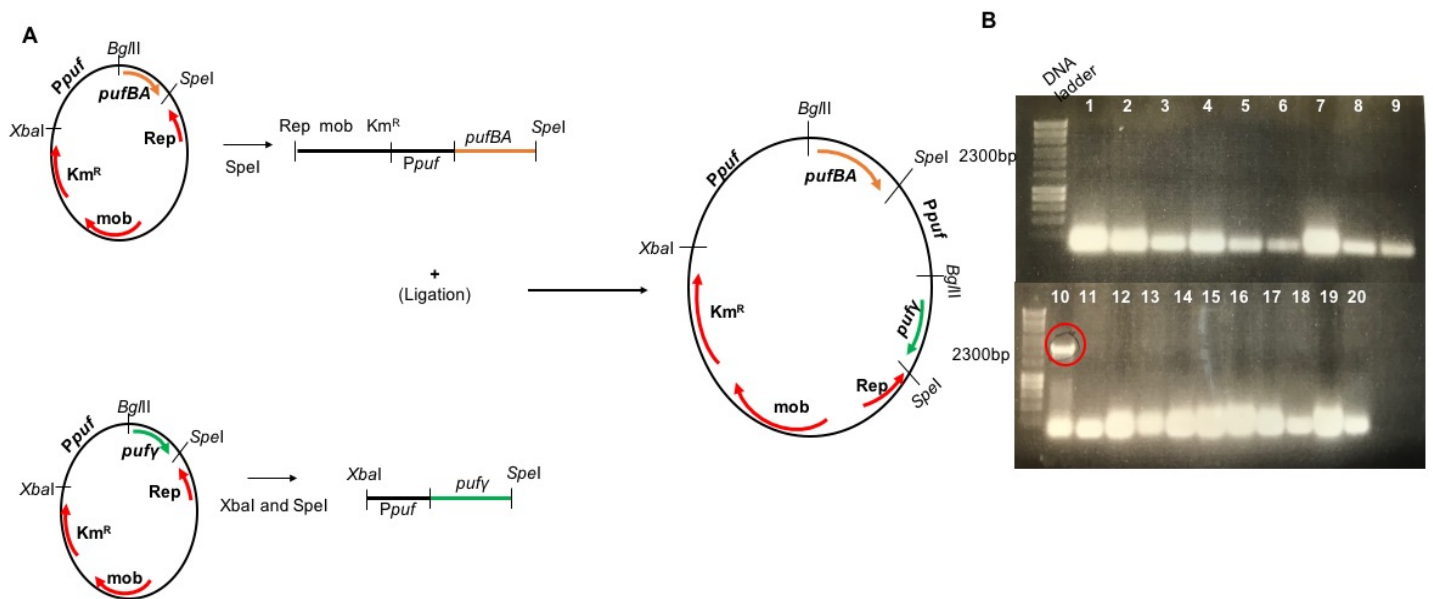 A
BglII
Ppuf
SpeI
pufBA
XbaI
Rep
KmR
mob
SpeI
Rep mob KmR
pufBA
SpeI
Ppuf
+
(Ligation)
BglII
Ppuf
SpeI
pufBA
Ppuf
XbaI
BglII
KmR
pufγ
Rep
SpeI
mob
BglII
Ppuf
SpeI
pufγ
XbaI
Rep
KmR
mob
XbaI and SpeI
XbaI
pufγ
SpeI
Ppuf
B
DNA
ladder
1 2 3 4 5 6 7 8 9
2300bp
10 11 12 13 14 15 16 17 18 19 20
2300bp